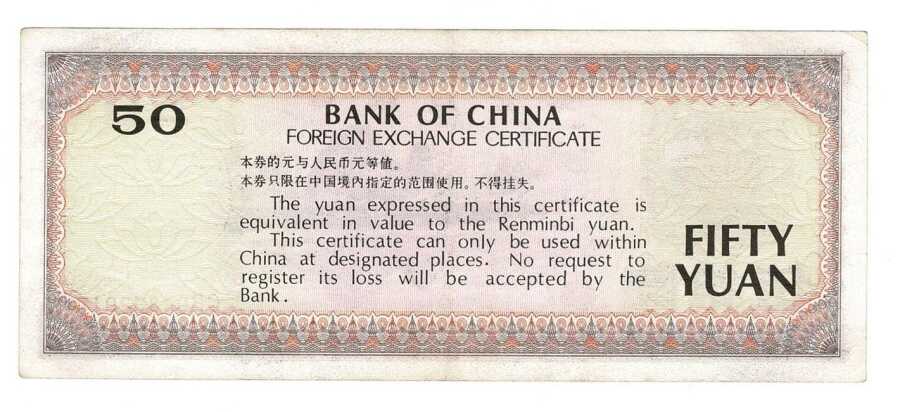 50
BANK OF CHINA
FOREIGN EXCHANGE CERTIFICATE
本券的元与人民币元等值。
本券只限在中国境内指定的范围使用。不得挂失。
The yuan expressed in this certificate is
equivalent in value to the Renminbi yuan.
This certificate can only be used within
China at designated places. No request to
register its loss will be accepted by the
Bank.
FIFTY
YUAN